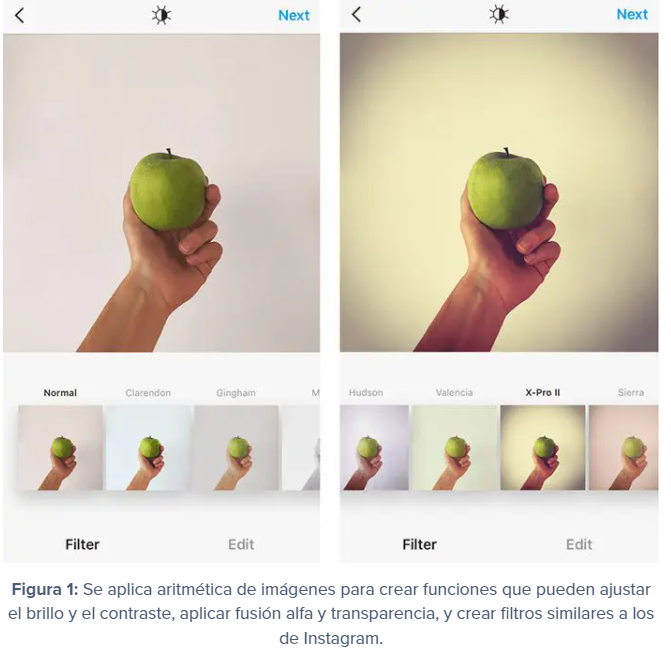 Next
Next
Normal
Clarendon
Gingham
M
Hudson
Valencia
X-Pro II
Sierra
Filter
Edit
Filter
Edit
Figura 1: Se aplica aritmética de imágenes para crear funciones que pueden ajustar
el brillo y el contraste, aplicar fusión alfa y transparencia, y crear filtros similares a los
de Instagram.